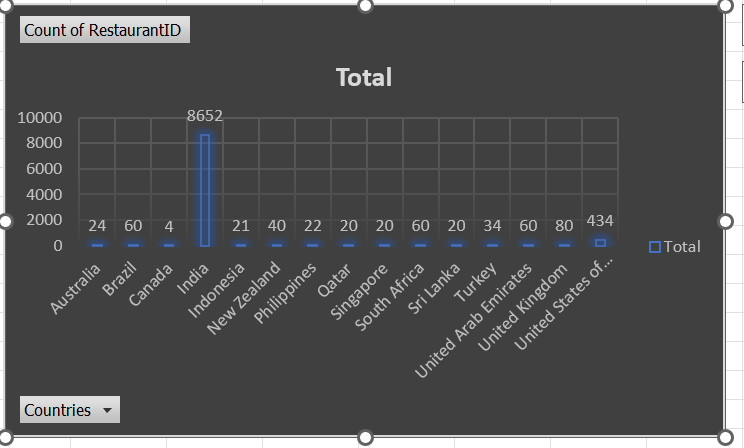 Count of RestaurantID
Total
10000
8000
6000
4000
2000
0
24
60
4
8652
21
40
22
20
20
60
20
34
60
80
434
Australia
Brazil
Canada
India
Indonesia
New Zealand
Philippines
Qatar
Singapore
South Africa
Sri Lanka
Turkey
United Arab Emirates
United Kingdom
United States of...
Total
Countries